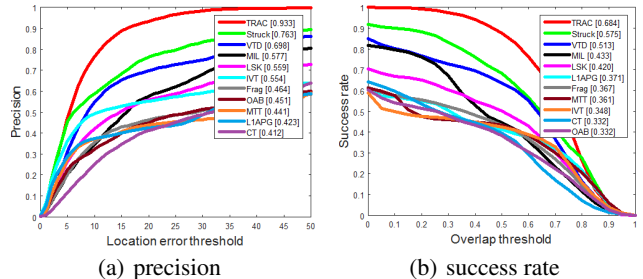 Precision
1
0.9
0.8
0.7
0.6
0.5
0.4
0.3
0.2
0.1
0
0 5 10 15 20 25 30 35 40 45 50
Location error threshold
TRAC [0.933]
Struck [0.763]
VTD [0.698]
MIL [0.577]
LSK [0.559]
IVT [0.554]
Frag [0.464]
OAB [0.451]
MTT [0.441]
L1APG [0.423]
CT [0.412]
(a) precision
Success rate
1
0.9
0.8
0.7
0.6
0.5
0.4
0.3
0.2
0.1
0
0 0.1 0.2 0.3 0.4 0.5 0.6 0.7 0.8 0.9 1
Overlap threshold
TRAC [0.684]
Struck [0.575]
VTD [0.513]
MIL [0.433]
LSK [0.420]
L1APG [0.371]
Frag [0.367]
MTT [0.361]
IVT [0.348]
CT [0.332]
OAB [0.332]
(b) success rate